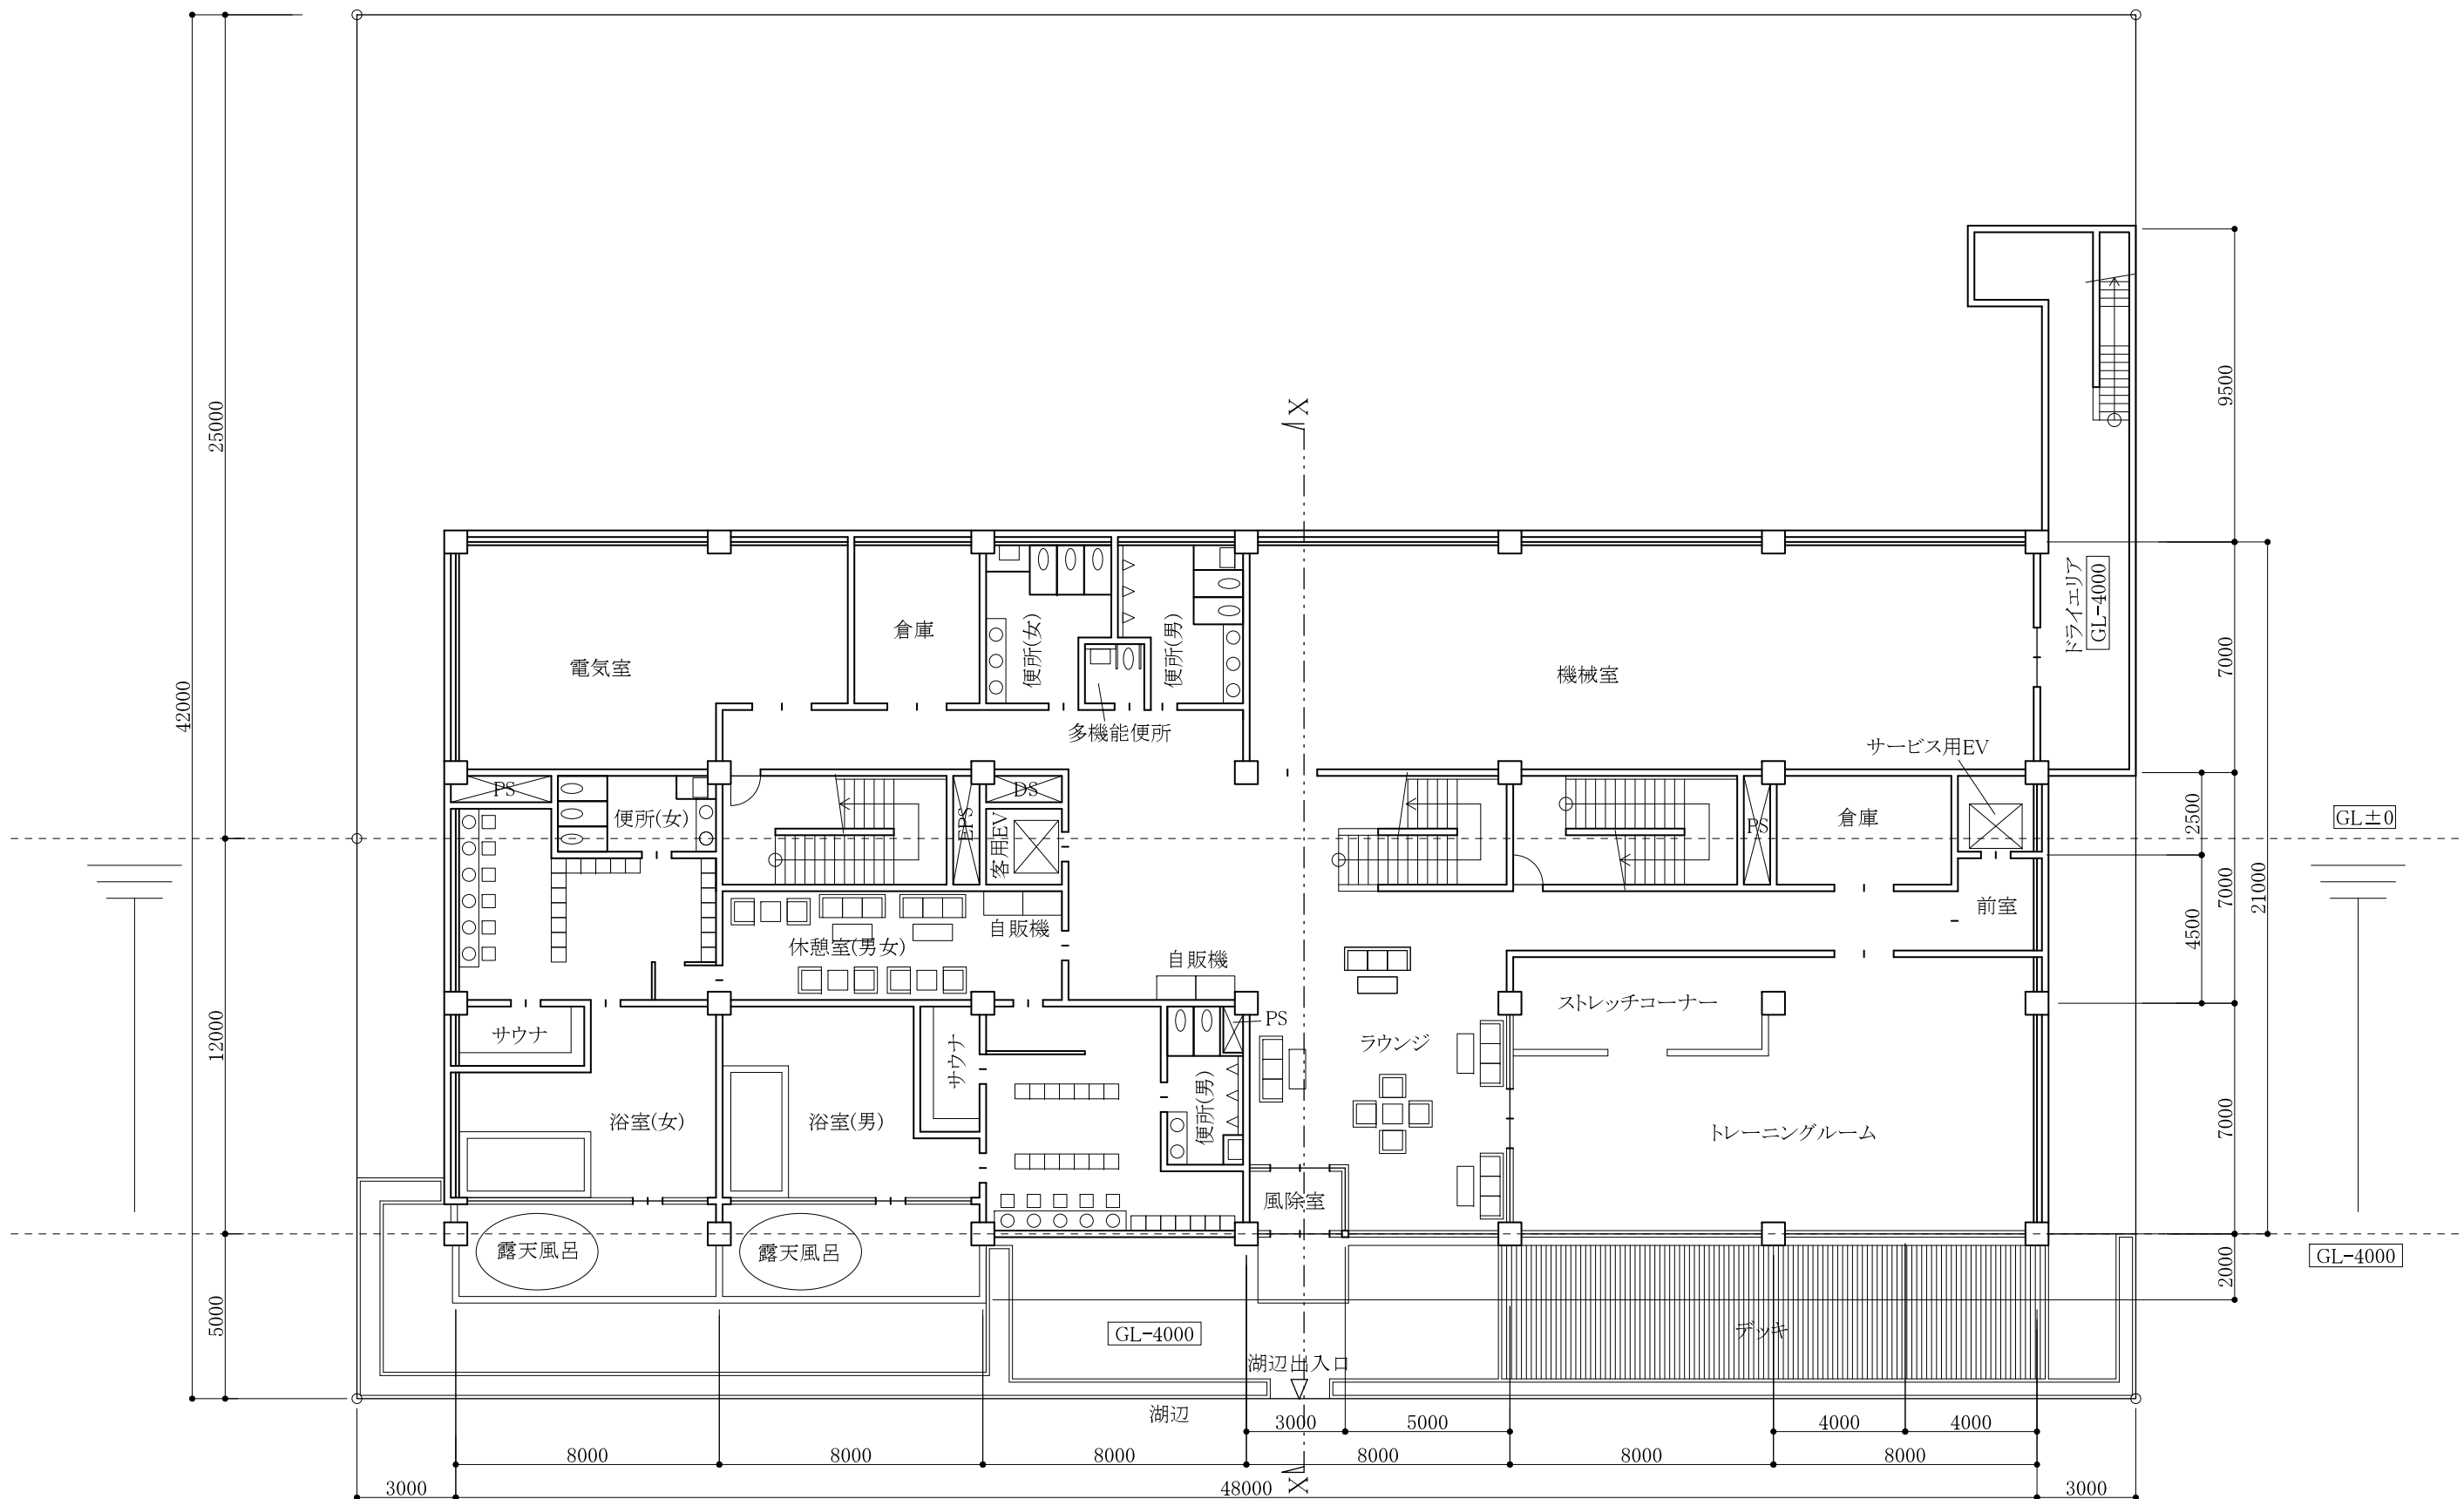 X
9500
25000
42000
ドライエリア
GL-4000
倉庫
便所(女)
便所(男)
電気室
機械室
7000
多機能便所
サービス用EV
PS
DS
EPS
PS
便所(女)
客用EV
倉庫
2500
GL±0
前室
7000
21000
4500
自販機
休憩室(男女)
自販機
ストレッチコーナー
PS
サウナ
サウナ
ラウンジ
12000
便所(男)
浴室(女)
浴室(男)
トレーニングルーム
7000
風除室
露天風呂
露天風呂
GL-4000
2000
5000
GL-4000
デッキ
湖辺出入口
湖辺
3000
5000
4000
4000
8000
8000
8000
8000
8000
8000
X
3000
48000
3000